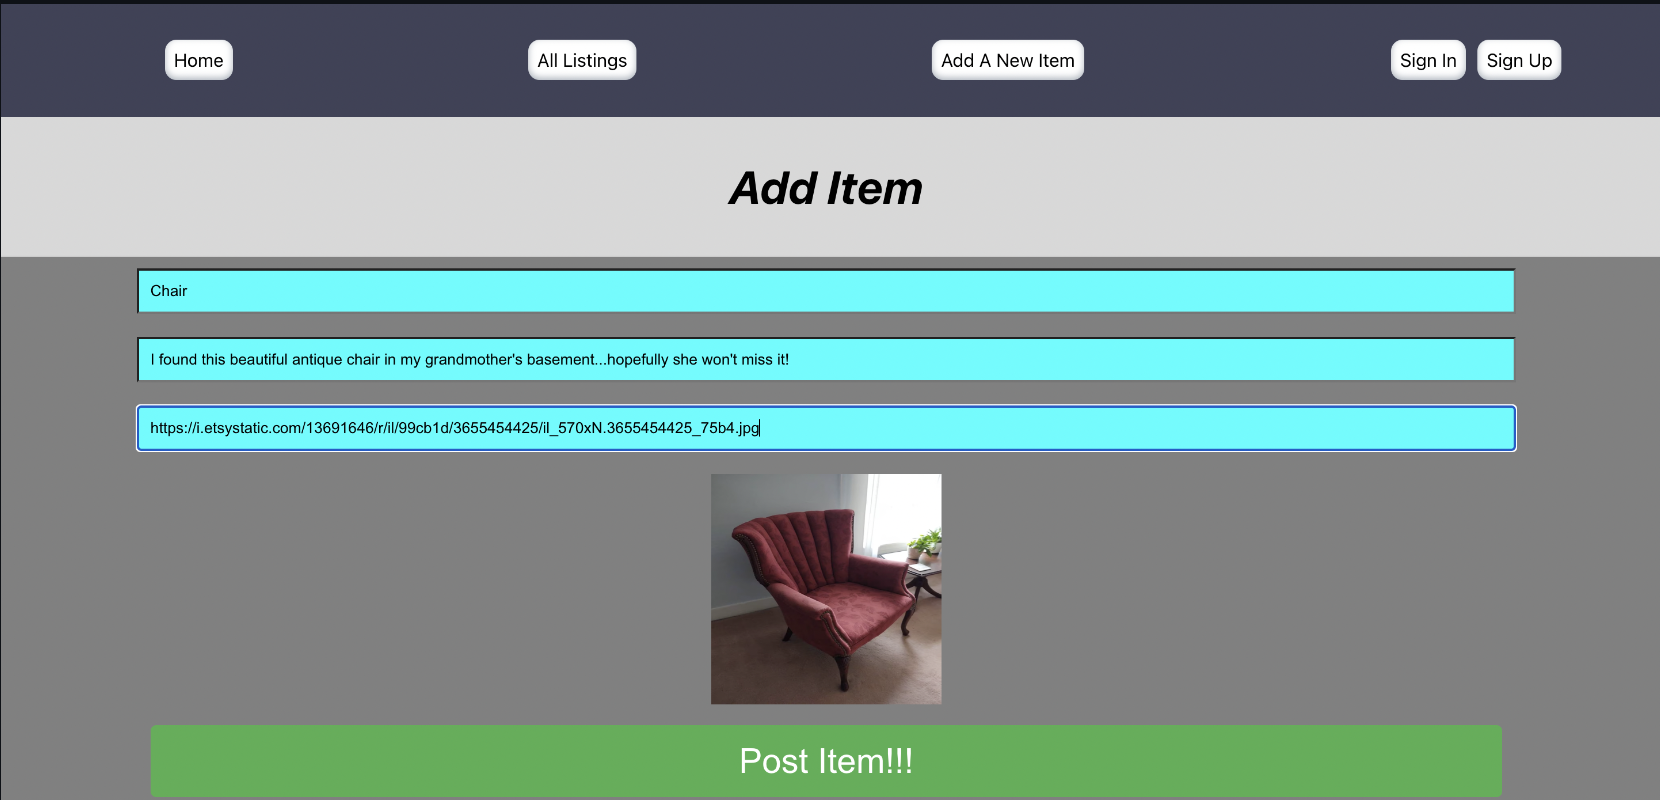 Home All Listings Add A New Item Sign In Sign Up
Add Item
Chair
I found this beautiful antique chair in my grandmother's basement...hopefully she won't miss it!
https://i.etsystatic.com/13691646/r/il/99cb1d/3655454425/il_570xN.3655454425_75b4.jpg
Post Item!!!